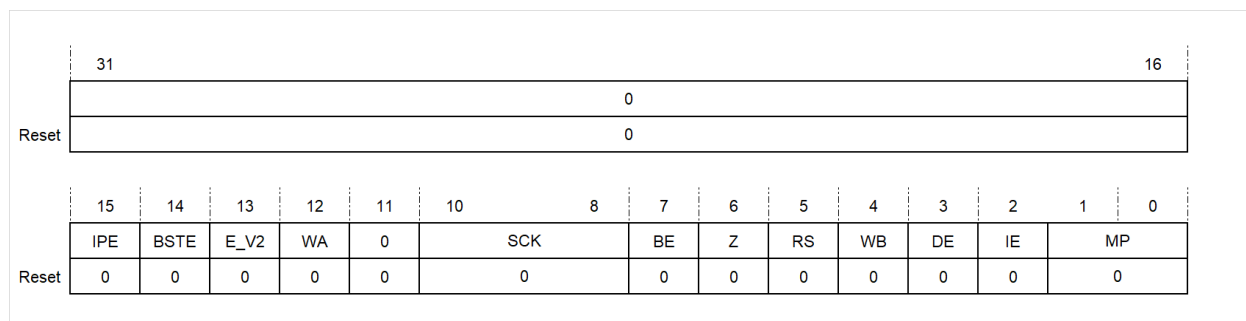 31 16
0
Reset 0
15 14 13 12 11 10 8 7 6 5 4 3 2 1 0
IPE BSTE E_V2 WA 0 SCK BE Z RS WB DE IE MP
Reset 0 0 0 0 0 0 0 0 0 0 0 0 0